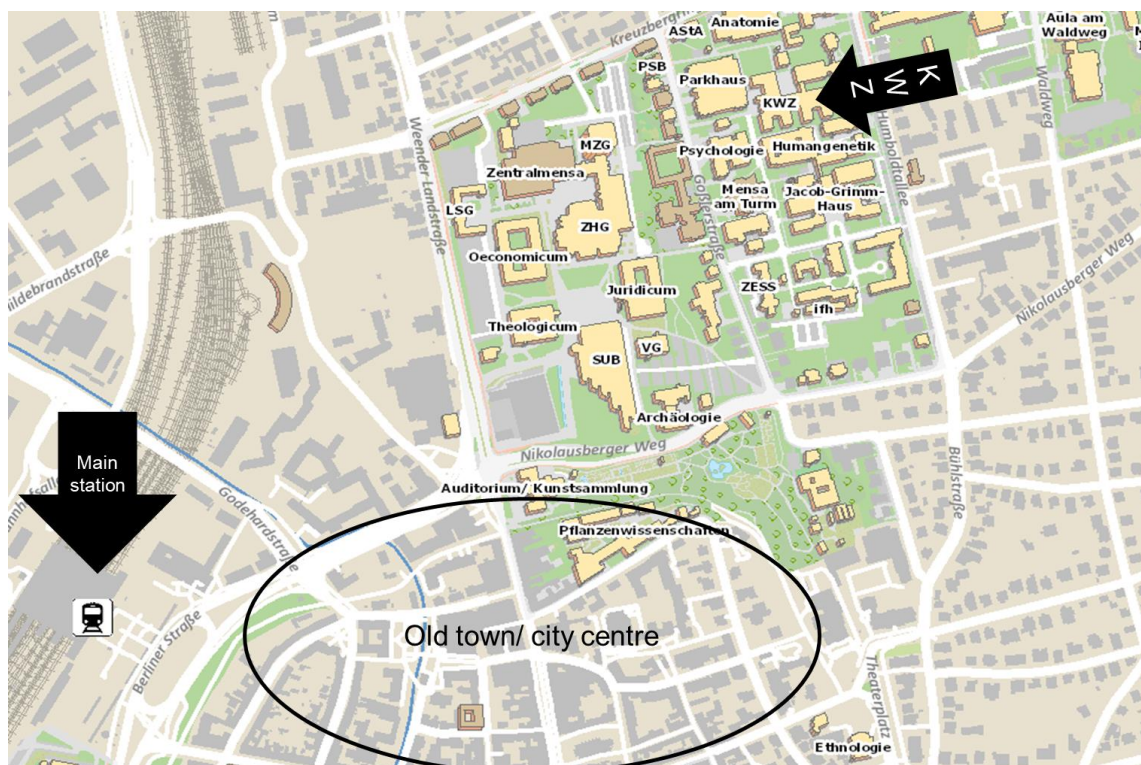 Anatomie
AStA
Kreuzbergring
Aula am
Waldweg
PSB
Parkhaus
KWZ
K W Z
Waldweg
Humboldtallee
Weender Landstraße
MZG
Zentralmensa
Psychologie
Humangenetik
Goßlerstraße
Mensa
am Turm
Jacob-Grimm-
Haus
LSG
ZHG
Oeconomicum
Juridicum
ZESS
ifh
Nikolausberger Weg
Theologicum
SUB
VG
Archäologie
Nikolausberger Weg
Main
station
Godehardstraße
Auditorium/ Kunstsammlung
Bühlstraße
Pflanzenwissenschaften
Old town/ city centre
Berliner Straße
Theaterplatz
Ethnologie